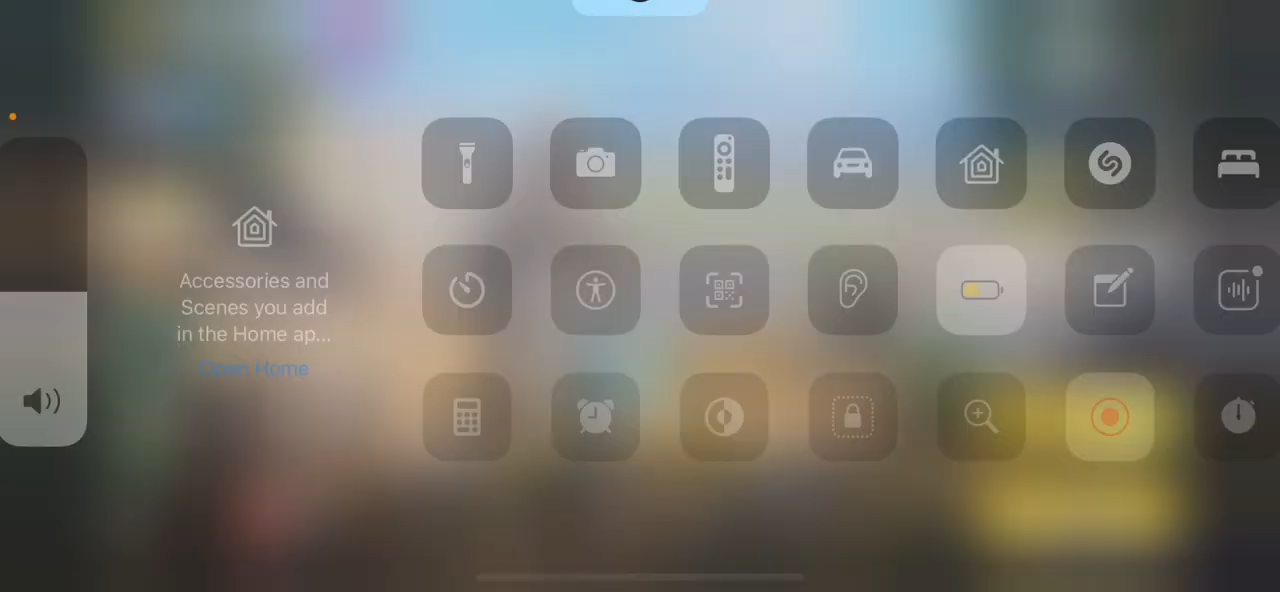 Accessories and
Scenes you add
in the Home ap...
Open Home